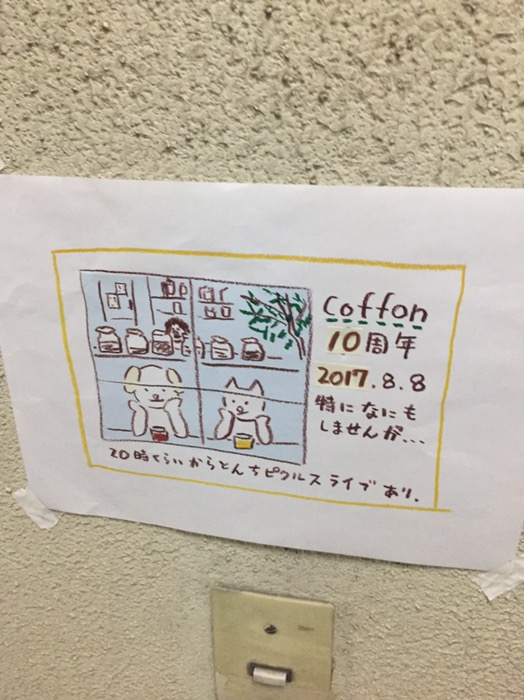 coffon
10周年
2017.8.8
特になにも
しませんが...
20時くらいからとんちピクルスライブあり.